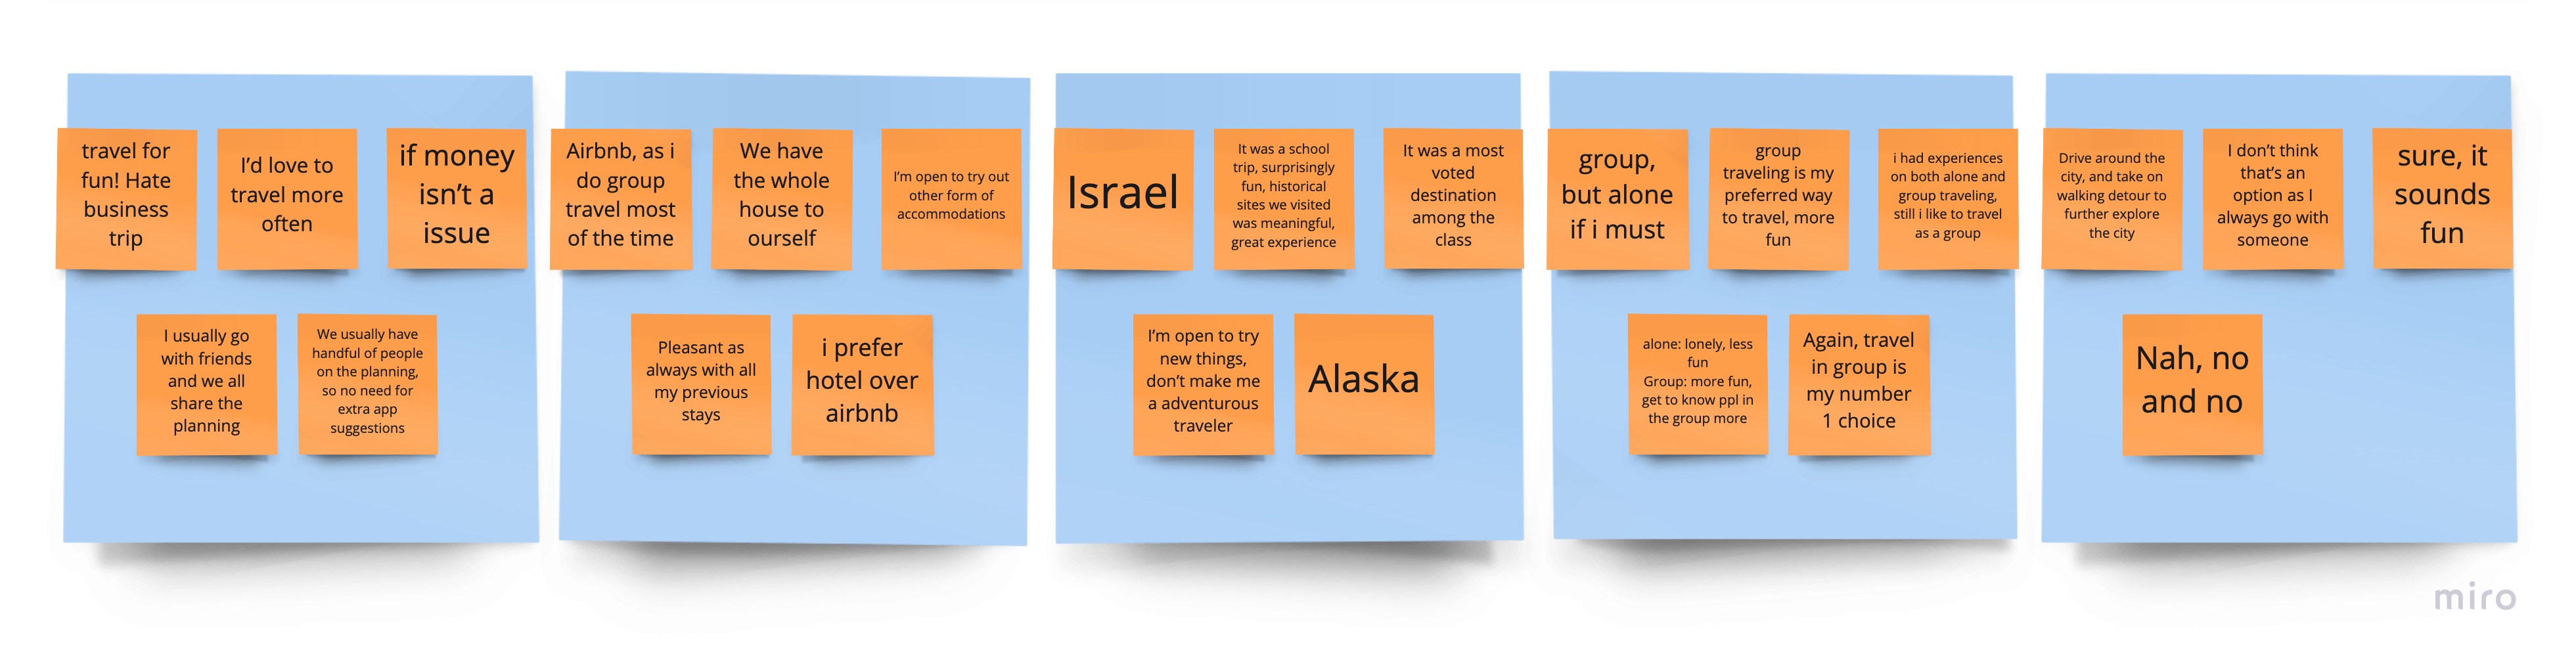 travel for
fun! Hate
business
trip
I'd love to
travel more
often
if money
isn't a
issue
I usually go
with friends
and we all
share the
planning
We usually have
handful of people
on the planning,
so no need for
extra app
suggestions
Airbnb, as i
do group
travel most
of the time
We have
the whole
house to
ourself
I'm open to try out
other form of
accommodations
Pleasant as
always with all
my previous
stays
i prefer
hotel over
airbnb
Israel
It was a school
trip, surprisingly
fun, historical
sites we visited
was meaningful,
great experience
It was a most
voted
destination
among the
class
I'm open to try
new things,
don't make me
a adventurous
traveler
Alaska
group,
but alone
if i must
group
traveling is my
preferred way
to travel, more
fun
i had experiences
on both alone and
group traveling,
still i like to travel
as a group
alone: lonely, less
fun
Group: more fun,
get to know ppl in
the group more
Again, travel
in group is
my number
1 choice
Drive around the
city, and take on
walking detour to
further explore
the city
I don't think
that's an
option as I
always go with
someone
sure, it
sounds
fun
Nah, no
and no
miro